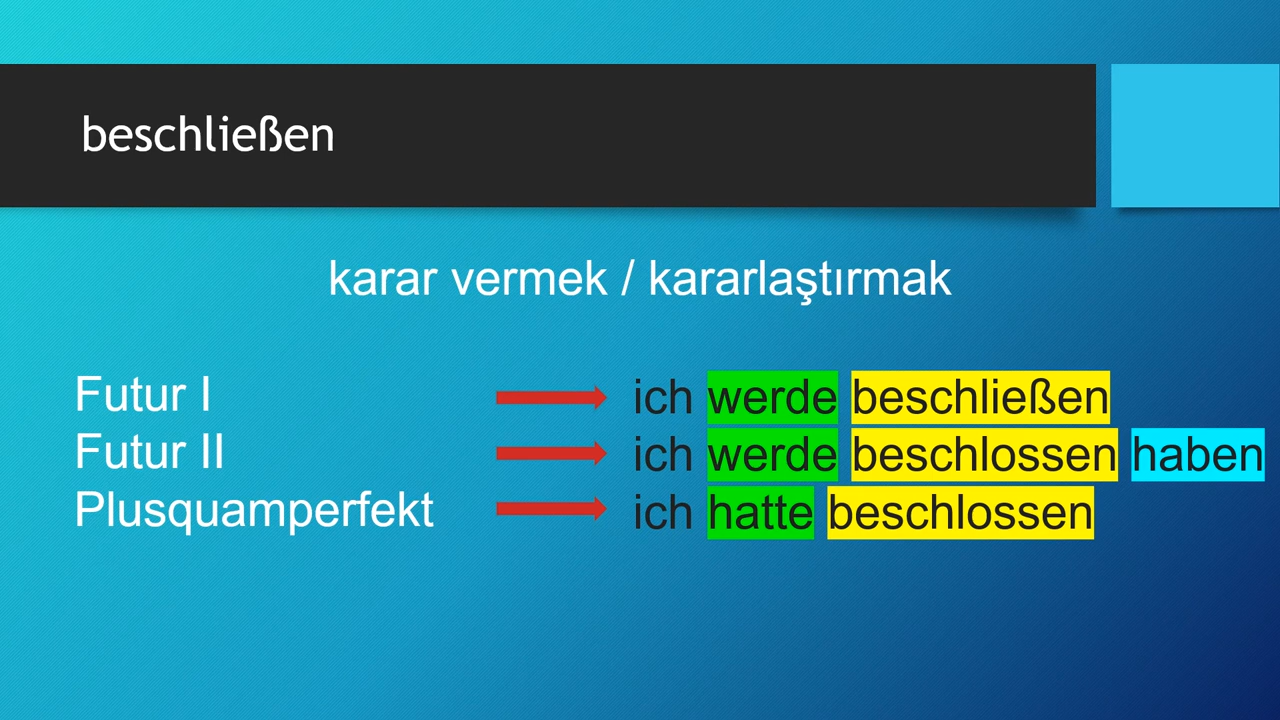 beschließen
karar vermek / kararlaştırmak
Futur I ich werde beschließen
Futur II ich werde beschlossen haben
Plusquamperfekt ich hatte beschlossen